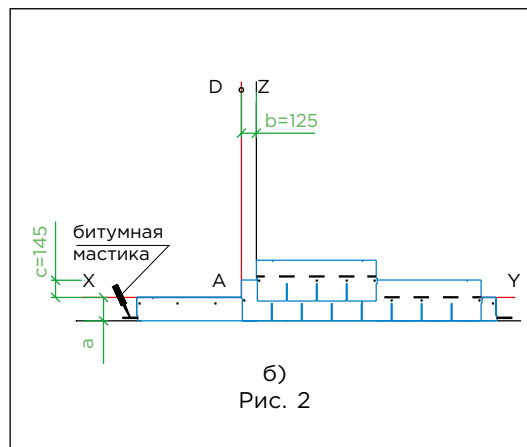 D Z
b=125
c=145
битумная
мастика
X A Y
a
б)
Рис. 2